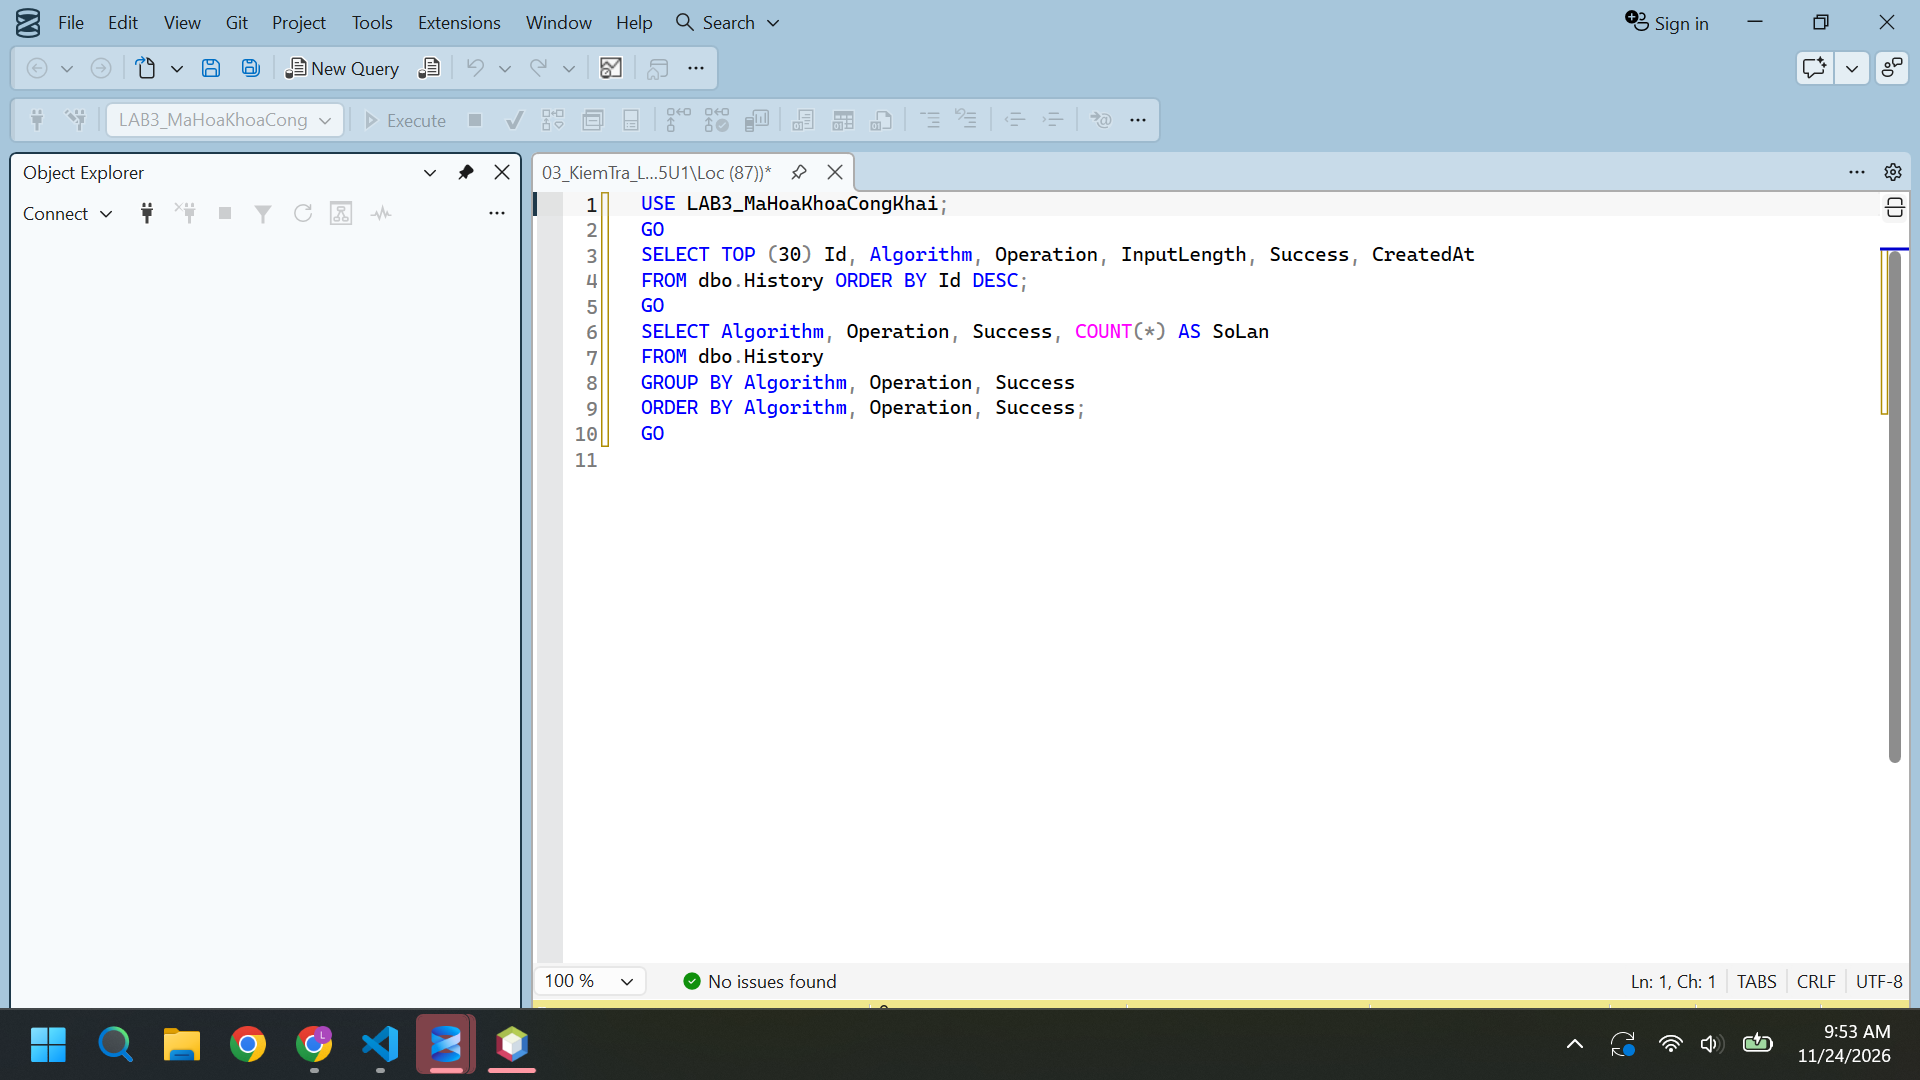 File Edit View Git Project Tools Extensions Window Help Search Sign in
New Query
LAB3_MaHoaKhoaCong Execute
Object Explorer
Connect
03_KiemTra_L...5U1\Loc (87))*
1 USE LAB3_MaHoaKhoaCongKhai;
2 GO
3 SELECT TOP (30) Id, Algorithm, Operation, InputLength, Success, CreatedAt
4 FROM dbo.History ORDER BY Id DESC;
5 GO
6 SELECT Algorithm, Operation, Success, COUNT(*) AS SoLan
7 FROM dbo.History
8 GROUP BY Algorithm, Operation, Success
9 ORDER BY Algorithm, Operation, Success;
10 GO
11
100 % No issues found Ln: 1, Ch: 1 TABS CRLF UTF-8
L
9:53 AM
11/24/2026